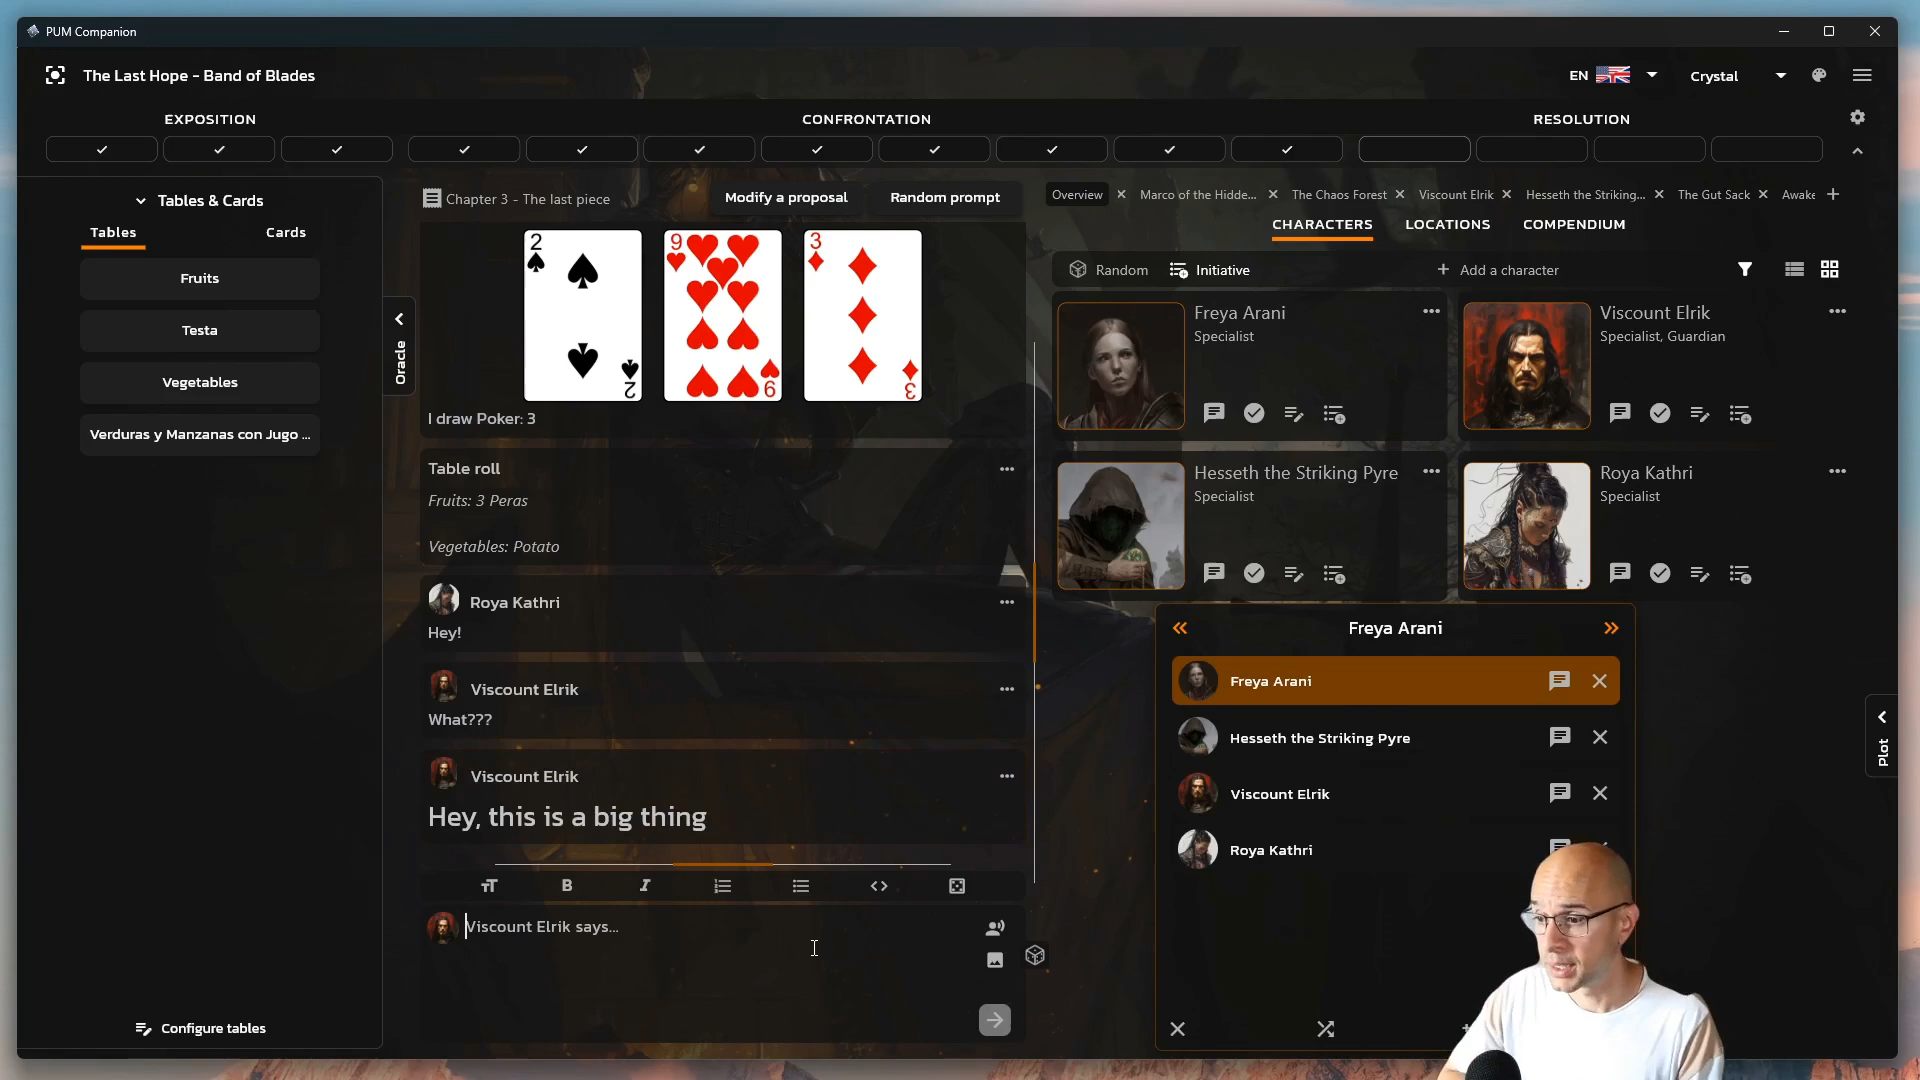 PUM Companion
The Last Hope - Band of Blades
EN
Crystal
EXPOSITION
CONFRONTATION
RESOLUTION
Tables & Cards
Tables
Cards
Fruits
Testa
Vegetables
Verduras y Manzanas con Jugo ...
Configure tables
Oracle
Chapter 3 - The last piece
Modify a proposal
Random prompt
2
2
9
9
3
3
I draw Poker: 3
Table roll
Fruits: 3 Peras
Vegetables: Potato
Roya Kathri
Hey!
Viscount Elrik
What???
Viscount Elrik
Hey, this is a big thing
Viscount Elrik says...
Overview
Marco of the Hidde...
The Chaos Forest
Viscount Elrik
Hesseth the Striking...
The Gut Sack
Awake
CHARACTERS
LOCATIONS
COMPENDIUM
Random
Initiative
Add a character
Freya Arani
Specialist
Viscount Elrik
Specialist, Guardian
Hesseth the Striking Pyre
Specialist
Roya Kathri
Specialist
Freya Arani
Freya Arani
Hesseth the Striking Pyre
Viscount Elrik
Roya Kathri
Plot